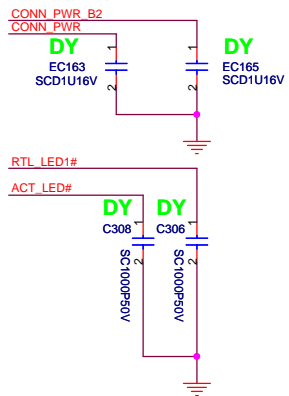 CONN_PWR_B2
CONN_PWR
DY
DY
1
1
EC163
SCD1U16V
EC165
SCD1U16V
2
2
RTL_LED1#
ACT_LED#
DY
DY
1
1
C308
C306
2
2
SC1000P50V
SC1000P50V